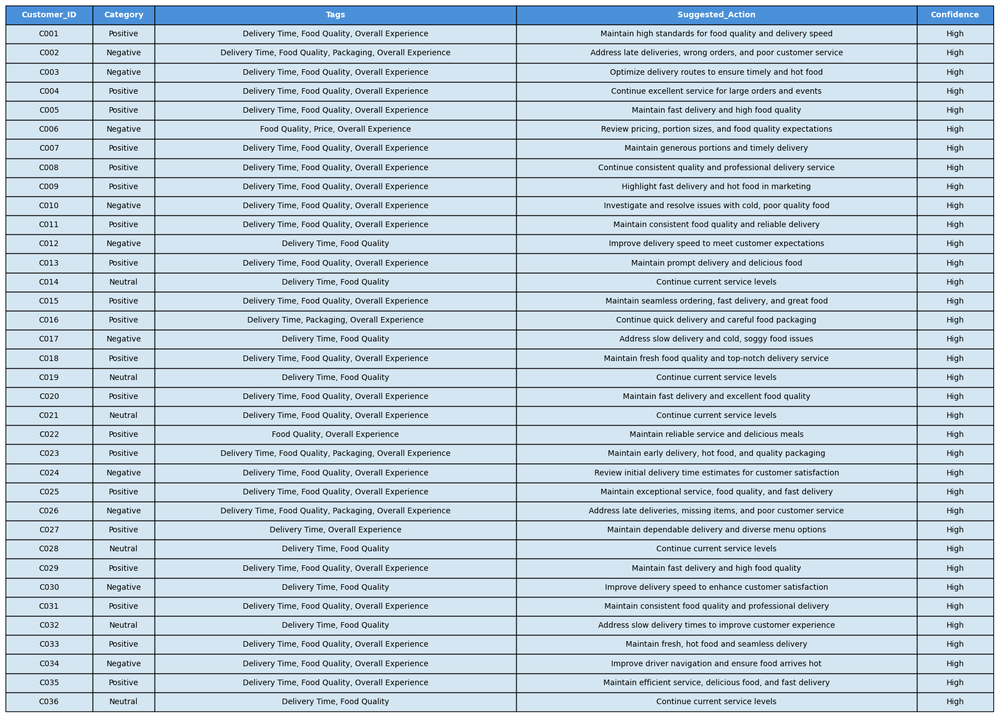 Customer_ID Category Tags Suggested_Action Confidence
C001 Positive Delivery Time, Food Quality, Overall Experience Maintain high standards for food quality and delivery speed High
C002 Negative Delivery Time, Food Quality, Packaging, Overall Experience Address late deliveries, wrong orders, and poor customer service High
C003 Negative Delivery Time, Food Quality, Overall Experience Optimize delivery routes to ensure timely and hot food High
C004 Positive Delivery Time, Food Quality, Overall Experience Continue excellent service for large orders and events High
C005 Positive Delivery Time, Food Quality, Overall Experience Maintain fast delivery and high food quality High
C006 Negative Food Quality, Price, Overall Experience Review pricing, portion sizes, and food quality expectations High
C007 Positive Delivery Time, Food Quality, Overall Experience Maintain generous portions and timely delivery High
C008 Positive Delivery Time, Food Quality, Overall Experience Continue consistent quality and professional delivery service High
C009 Positive Delivery Time, Food Quality, Overall Experience Highlight fast delivery and hot food in marketing High
C010 Negative Delivery Time, Food Quality, Overall Experience Investigate and resolve issues with cold, poor quality food High
C011 Positive Delivery Time, Food Quality, Overall Experience Maintain consistent food quality and reliable delivery High
C012 Negative Delivery Time, Food Quality Improve delivery speed to meet customer expectations High
C013 Positive Delivery Time, Food Quality, Overall Experience Maintain prompt delivery and delicious food High
C014 Neutral Delivery Time, Food Quality Continue current service levels High
C015 Positive Delivery Time, Food Quality, Overall Experience Maintain seamless ordering, fast delivery, and great food High
C016 Positive Delivery Time, Packaging, Overall Experience Continue quick delivery and careful food packaging High
C017 Negative Delivery Time, Food Quality Address slow delivery and cold, soggy food issues High
C018 Positive Delivery Time, Food Quality, Overall Experience Maintain fresh food quality and top-notch delivery service High
C019 Neutral Delivery Time, Food Quality Continue current service levels High
C020 Positive Delivery Time, Food Quality, Overall Experience Maintain fast delivery and excellent food quality High
C021 Neutral Delivery Time, Food Quality, Overall Experience Continue current service levels High
C022 Positive Food Quality, Overall Experience Maintain reliable service and delicious meals High
C023 Positive Delivery Time, Food Quality, Packaging, Overall Experience Maintain early delivery, hot food, and quality packaging High
C024 Negative Delivery Time, Food Quality, Overall Experience Review initial delivery time estimates for customer satisfaction High
C025 Positive Delivery Time, Food Quality, Overall Experience Maintain exceptional service, food quality, and fast delivery High
C026 Negative Delivery Time, Food Quality, Packaging, Overall Experience Address late deliveries, missing items, and poor customer service High
C027 Positive Delivery Time, Overall Experience Maintain dependable delivery and diverse menu options High
C028 Neutral Delivery Time, Food Quality Continue current service levels High
C029 Positive Delivery Time, Food Quality, Overall Experience Maintain fast delivery and high food quality High
C030 Negative Delivery Time, Food Quality Improve delivery speed to enhance customer satisfaction High
C031 Positive Delivery Time, Food Quality, Overall Experience Maintain consistent food quality and professional delivery High
C032 Neutral Delivery Time, Food Quality Address slow delivery times to improve customer experience High
C033 Positive Delivery Time, Food Quality, Overall Experience Maintain fresh, hot food and seamless delivery High
C034 Negative Delivery Time, Food Quality, Overall Experience Improve driver navigation and ensure food arrives hot High
C035 Positive Delivery Time, Food Quality, Overall Experience Maintain efficient service, delicious food, and fast delivery High
C036 Neutral Delivery Time, Food Quality Continue current service levels High